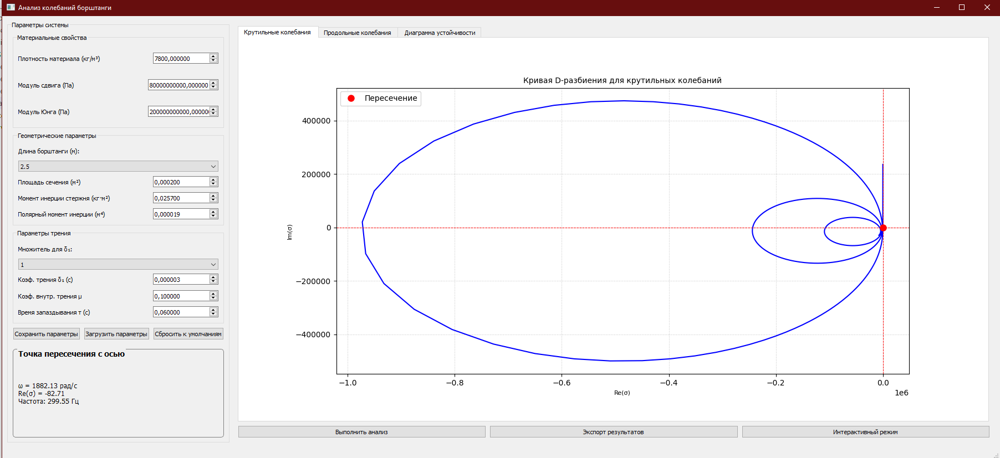 Анализ колебаний борштанги
Параметры системы
Материальные свойства
Плотность материала (кг/м³)
7800,000000
Модуль сдвига (Па)
80000000000,000000
Модуль Юнга (Па)
200000000000,00000
Геометрические параметры
Длина борштанги (м):
2.5
Площадь сечения (м²)
0,000200
Момент инерции стержня (кг·м²)
0,025700
Полярный момент инерции (м⁴)
0,000019
Параметры трения
Множитель для δ₁:
1
Коэф. трения δ₁ (с)
0,000003
Коэф. внутр. трения μ
0,100000
Время запаздывания τ (с)
0,060000
Сохранить параметры
Загрузить параметры
Сбросить к умолчаниям
Точка пересечения с осью
ω = 1882.13 рад/с
Re(σ) = -82.71
Частота: 299.55 Гц
Крутильные колебания
Продольные колебания
Диаграмма устойчивости
Кривая D-разбиения для крутильных колебаний
Пересечение
400000
200000
0
−200000
−400000
Im(σ)
−1.0
−0.8
−0.6
−0.4
−0.2
0.0
1e6
Re(σ)
Выполнить анализ
Экспорт результатов
Интерактивный режим